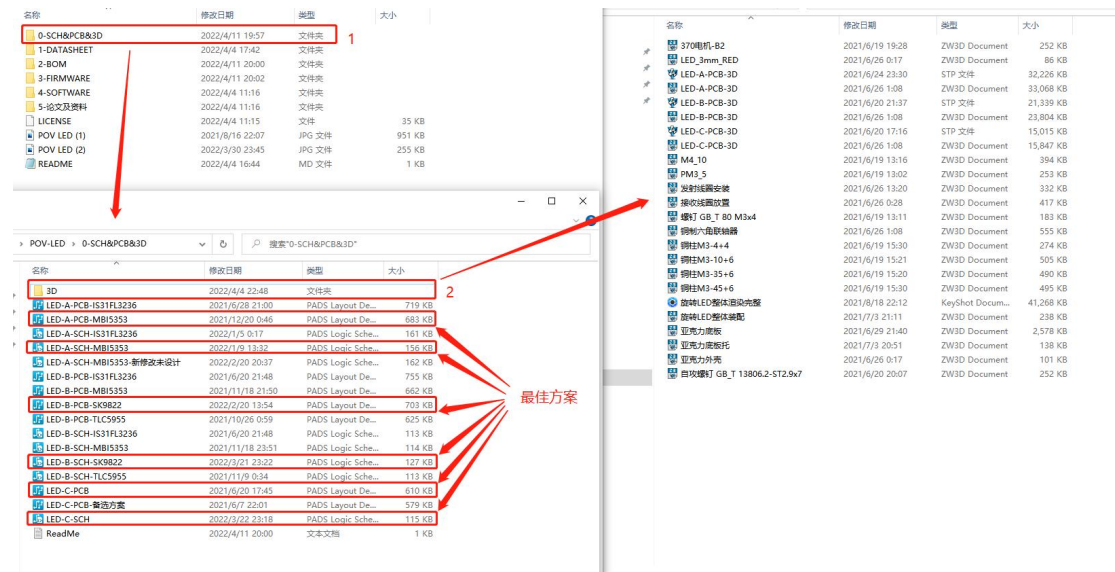 名称 修改日期 类型 大小
0-SCH&PCB&3D 2022/4/11 19:57 文件夹
1-DATASHEET 2022/4/4 17:42 文件夹
2-BOM 2022/4/11 20:00 文件夹
3-FIRMWARE 2022/4/11 20:02 文件夹
4-SOFTWARE 2022/4/4 11:16 文件夹
5-论文及资料 2022/4/4 11:16 文件夹
LICENSE 2022/4/4 11:15 文件 35 KB
POV LED (1) 2021/8/16 22:07 JPG 文件 951 KB
POV LED (2) 2022/3/30 23:45 JPG 文件 255 KB
README 2022/4/4 16:44 MD 文件 1 KB
1
POV-LED › 0-SCH&PCB&3D 搜索"0-SCH&PCB&3D"
名称 修改日期 类型 大小
3D 2022/4/4 22:48 文件夹
LED-A-PCB-IS31FL3236 2021/6/28 21:00 PADS Layout De... 719 KB
LED-A-PCB-MBI5353 2021/12/20 0:46 PADS Layout De... 683 KB
LED-A-SCH-IS31FL3236 2022/1/5 0:17 PADS Logic Sche... 161 KB
LED-A-SCH-MBI5353 2022/1/9 13:32 PADS Logic Sche... 156 KB
LED-A-SCH-MBI5353-新修改未设计 2022/2/20 20:37 PADS Logic Sche... 162 KB
LED-B-PCB-IS31FL3236 2021/6/20 21:48 PADS Layout De... 755 KB
LED-B-PCB-MBI5353 2021/11/18 21:50 PADS Layout De... 662 KB
LED-B-PCB-SK9822 2022/2/20 13:54 PADS Layout De... 703 KB
LED-B-PCB-TLC5955 2021/10/26 0:59 PADS Layout De... 625 KB
LED-B-SCH-IS31FL3236 2021/6/20 21:48 PADS Logic Sche... 113 KB
LED-B-SCH-MBI5353 2021/11/18 23:51 PADS Logic Sche... 114 KB
LED-B-SCH-SK9822 2022/3/21 23:22 PADS Logic Sche... 127 KB
LED-B-SCH-TLC5955 2021/11/9 0:34 PADS Logic Sche... 113 KB
LED-C-PCB 2021/6/20 17:45 PADS Layout De... 610 KB
LED-C-PCB-备选方案 2021/6/7 22:01 PADS Layout De... 579 KB
LED-C-SCH 2022/3/22 23:18 PADS Logic Sche... 115 KB
ReadMe 2022/4/11 20:00 文本文档 1 KB
2
最佳方案
名称 修改日期 类型 大小
370电机-B2 2021/6/19 19:28 ZW3D Document 252 KB
LED_3mm_RED 2021/6/26 0:17 ZW3D Document 86 KB
LED-A-PCB-3D 2021/6/24 23:30 STP 文件 32,226 KB
LED-A-PCB-3D 2021/6/26 1:08 ZW3D Document 33,068 KB
LED-B-PCB-3D 2021/6/20 21:37 STP 文件 21,339 KB
LED-B-PCB-3D 2021/6/26 1:08 ZW3D Document 23,804 KB
LED-C-PCB-3D 2021/6/20 17:16 STP 文件 15,015 KB
LED-C-PCB-3D 2021/6/26 1:08 ZW3D Document 15,847 KB
M4_10 2021/6/19 13:16 ZW3D Document 394 KB
PM3_5 2021/6/19 13:02 ZW3D Document 253 KB
发射线圈安装 2021/6/26 13:20 ZW3D Document 332 KB
接收线圈放置 2021/6/26 0:28 ZW3D Document 417 KB
螺钉 GB_T 80 M3x4 2021/6/19 13:11 ZW3D Document 183 KB
铜制六角联轴器 2021/6/26 1:08 ZW3D Document 555 KB
铜柱M3-4+4 2021/6/19 15:30 ZW3D Document 274 KB
铜柱M3-10+6 2021/6/19 15:21 ZW3D Document 505 KB
铜柱M3-35+6 2021/6/19 15:20 ZW3D Document 490 KB
铜柱M3-45+6 2021/6/19 15:30 ZW3D Document 495 KB
旋转LED整体渲染完整 2021/8/18 22:12 KeyShot Docum... 41,268 KB
旋转LED整体装配 2021/7/3 21:11 ZW3D Document 238 KB
亚克力底板 2021/6/29 21:40 ZW3D Document 2,578 KB
亚克力底板托 2021/7/3 20:51 ZW3D Document 138 KB
亚克力外壳 2021/6/26 0:17 ZW3D Document 101 KB
自攻螺钉 GB_T 13806.2-ST2.9x7 2021/6/20 20:07 ZW3D Document 252 KB